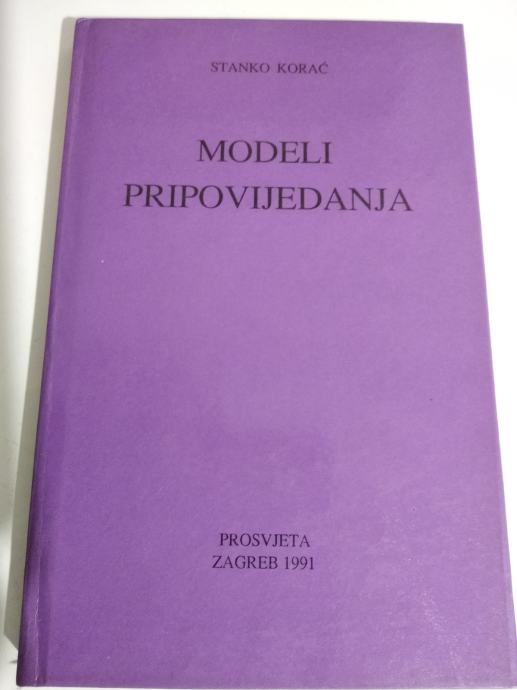 STANKO KORAĆ
MODELI
PRIPOVIJEDANJA
PROSVJETA
ZAGREB 1991